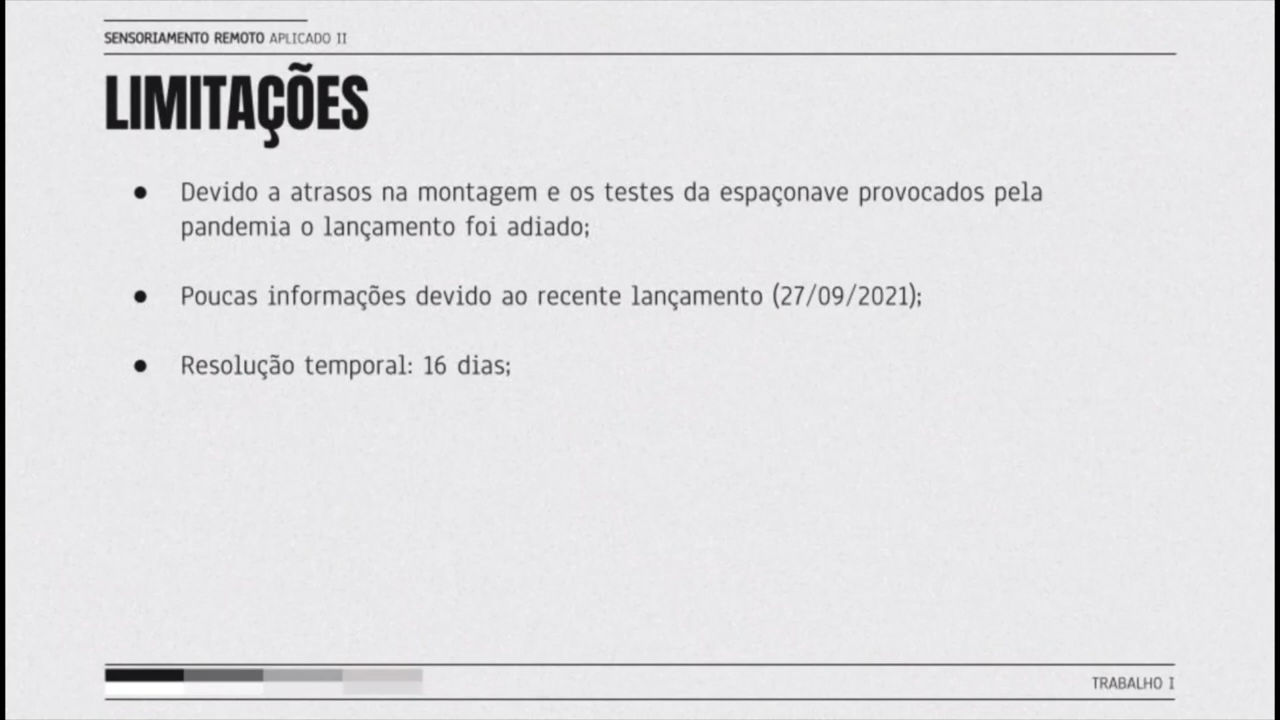 SENSORIAMENTO REMOTO APLICADO II
LIMITAÇÕES
● Devido a atrasos na montagem e os testes da espaçonave provocados pela
pandemia o lançamento foi adiado;
● Poucas informações devido ao recente lançamento (27/09/2021);
● Resolução temporal: 16 dias;
TRABALHO I